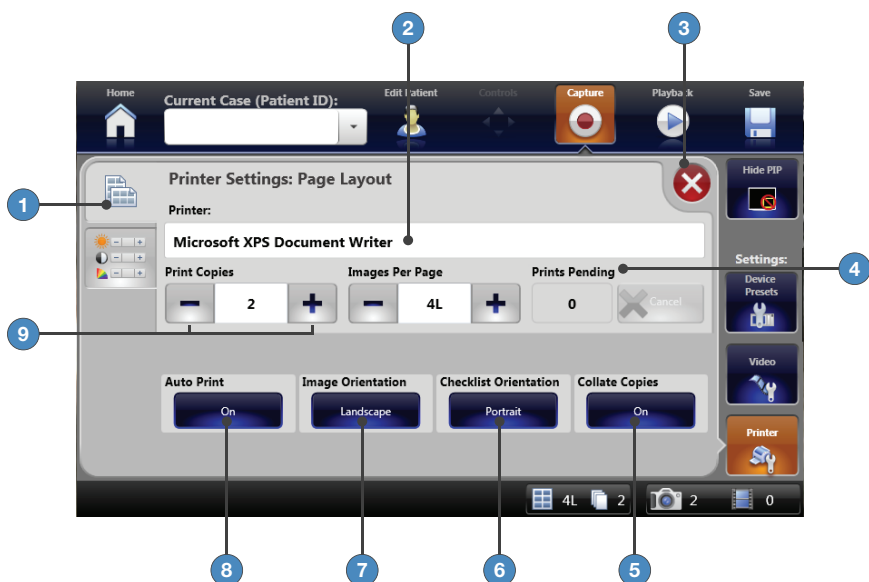 2
3
Home
Current Case (Patient ID):
Edit Patient
Controls
Capture
Playback
Save
1
Printer Settings: Page Layout
Hide PIP
Printer:
Microsoft XPS Document Writer
Settings:
Print Copies
Images Per Page
Prints Pending
4
Device
Presets
2
4L
0
Cancel
9
Video
Auto Print
Image Orientation
Checklist Orientation
Collate Copies
On
Landscape
Portrait
On
Printer
4L
2
2
0
8
7
6
5